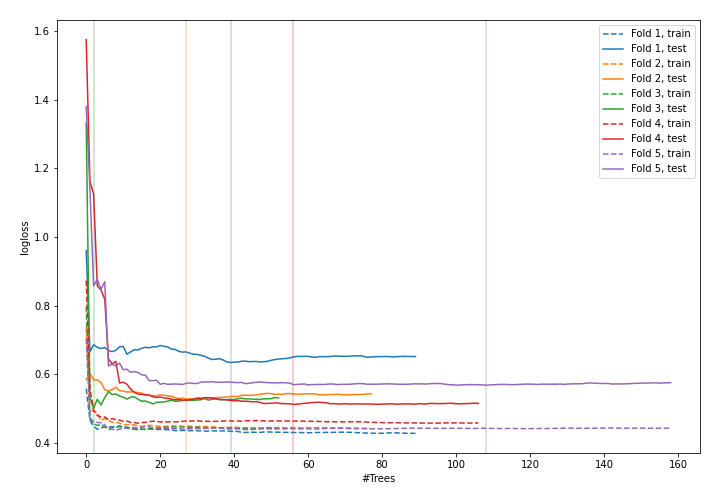 1.6
1.4
1.2
1.0
0.8
0.6
0.4
logloss
0
20
40
60
80
100
120
140
160
#Trees
Fold 1, train
Fold 1, test
Fold 2, train
Fold 2, test
Fold 3, train
Fold 3, test
Fold 4, train
Fold 4, test
Fold 5, train
Fold 5, test